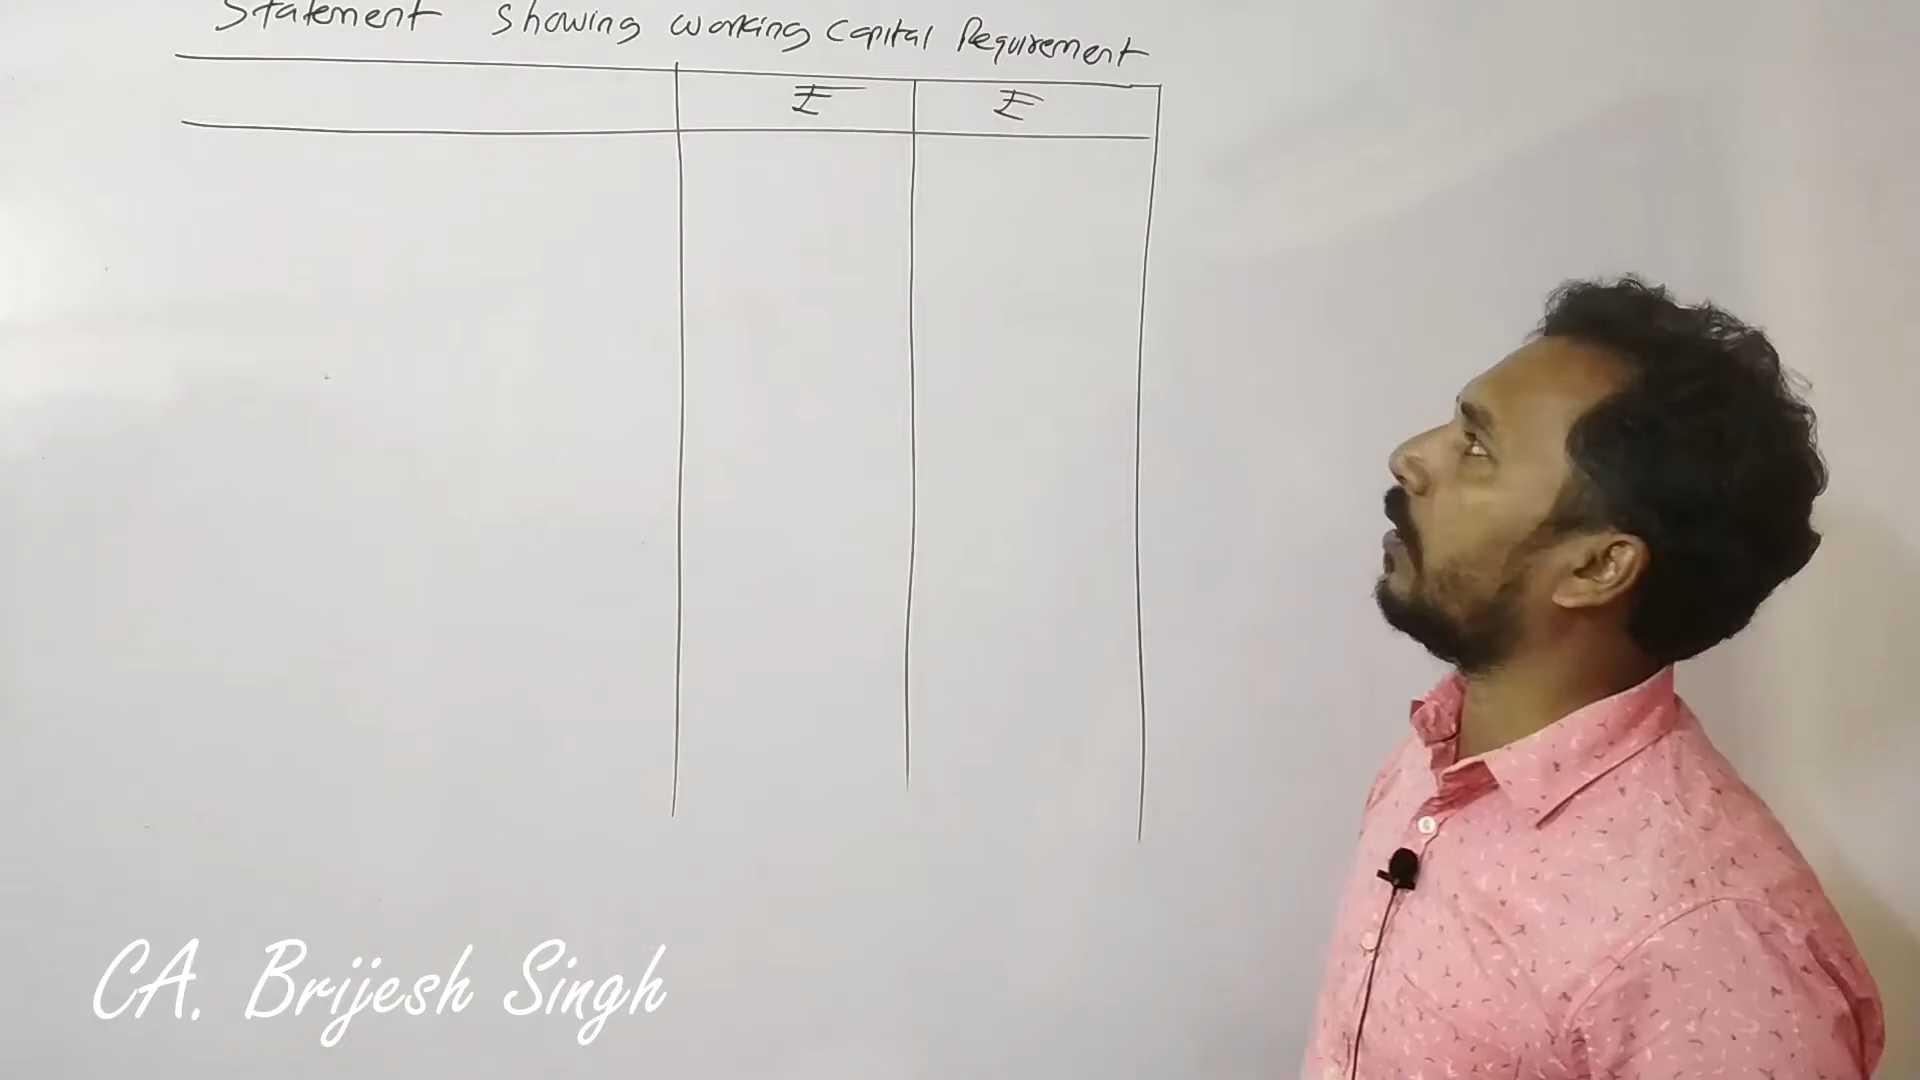 Statement showing working capital Requirement
₹ ₹
CA. Brijesh Singh